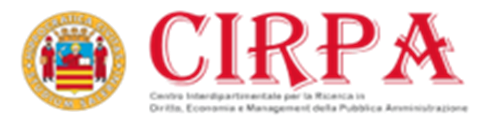 CIRPA
Centro Interdipartimentale per la Ricerca in
Diritto, Economia e Management della Pubblica Amministrazione